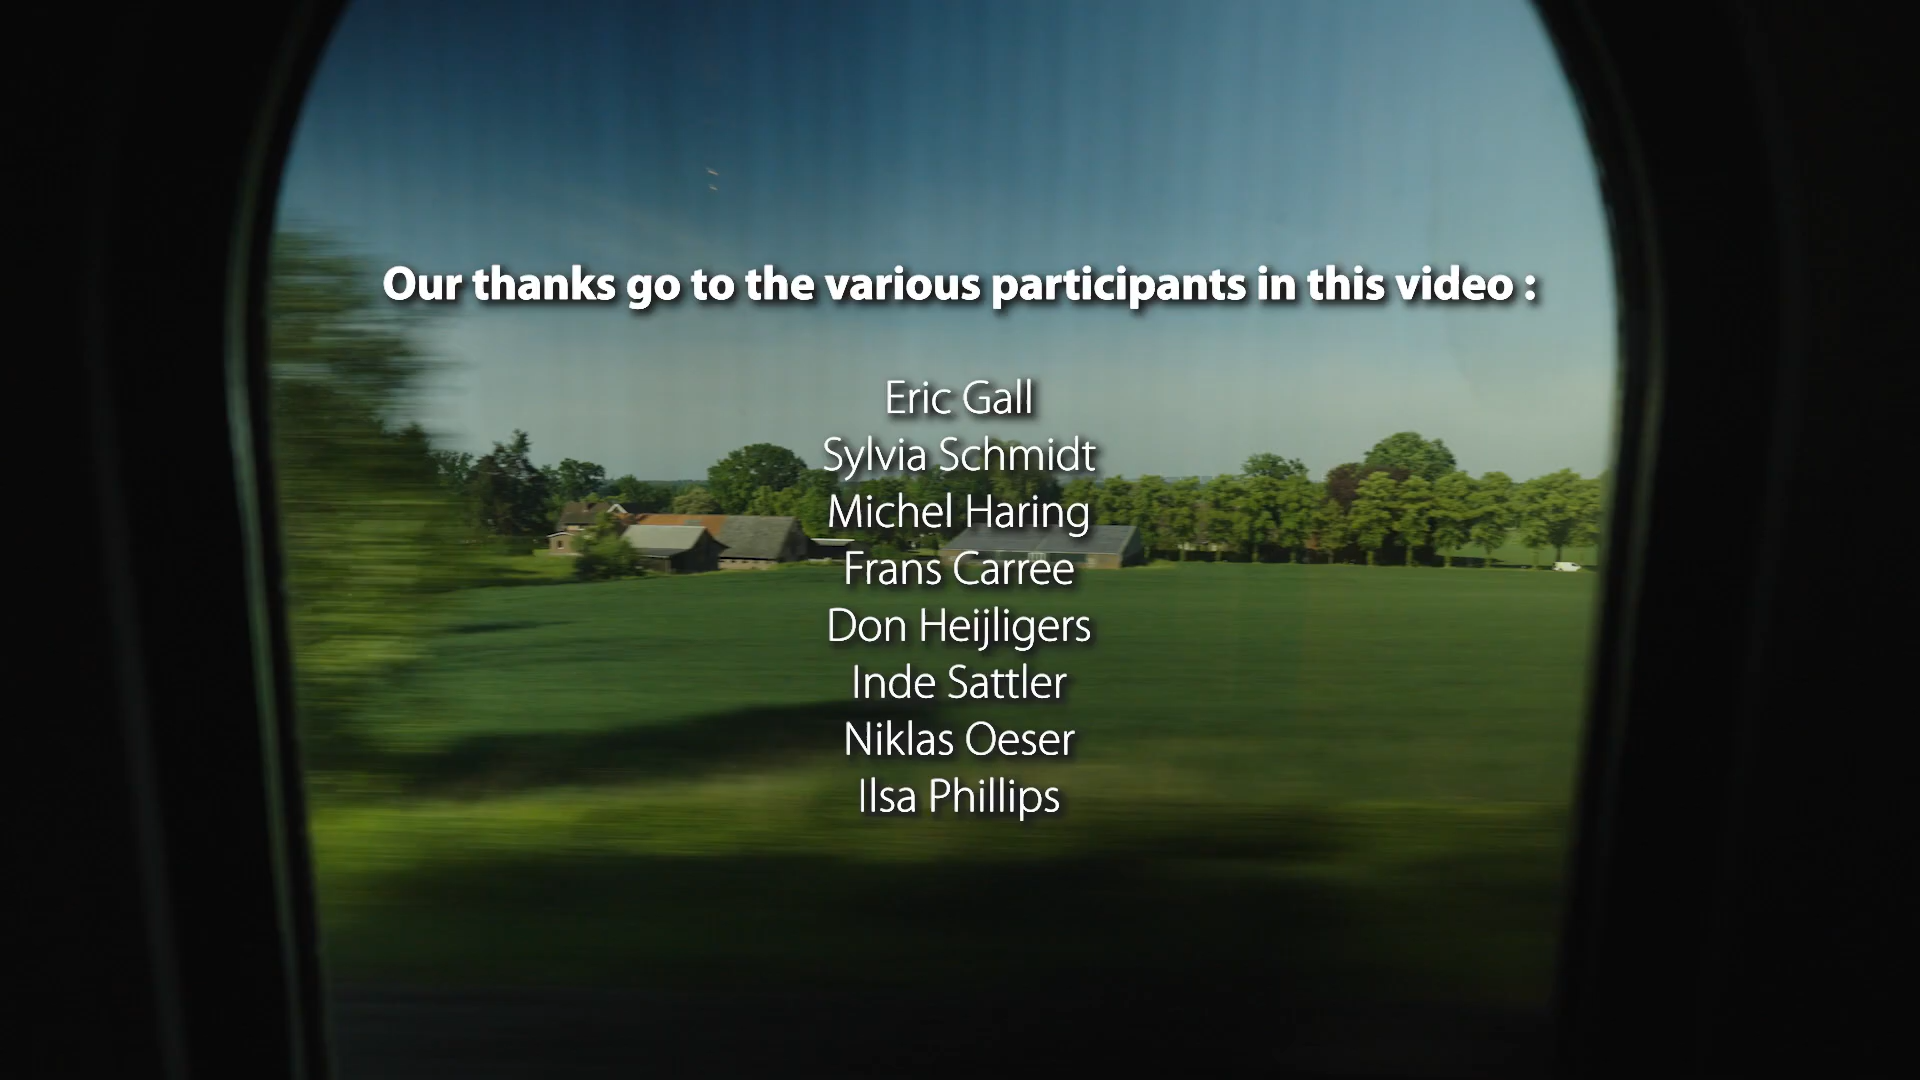 Our thanks go to the various participants in this video :
Eric Gall
Sylvia Schmidt
Michel Haring
Frans Carree
Don Heijligers
Inde Sattler
Niklas Oeser
Ilsa Phillips